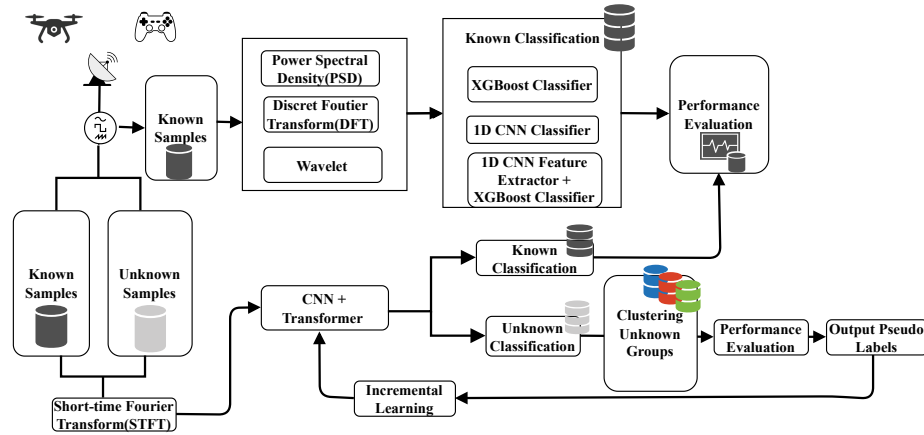 Known Classification
Power Spectral
Density(PSD)
Discret Foutier
Transform(DFT)
Wavelet
XGBoost Classifier
1D CNN Classifier
1D CNN Feature
Extractor +
XGBoost Classifier
Performance
Evaluation
Known
Samples
Known
Samples
Unknown
Samples
CNN +
Transformer
Known
Classification
Unknown
Classification
Clustering
Unknown
Groups
Performance
Evaluation
Output Pseudo
Labels
Incremental
Learning
Short-time Fourier
Transform(STFT)